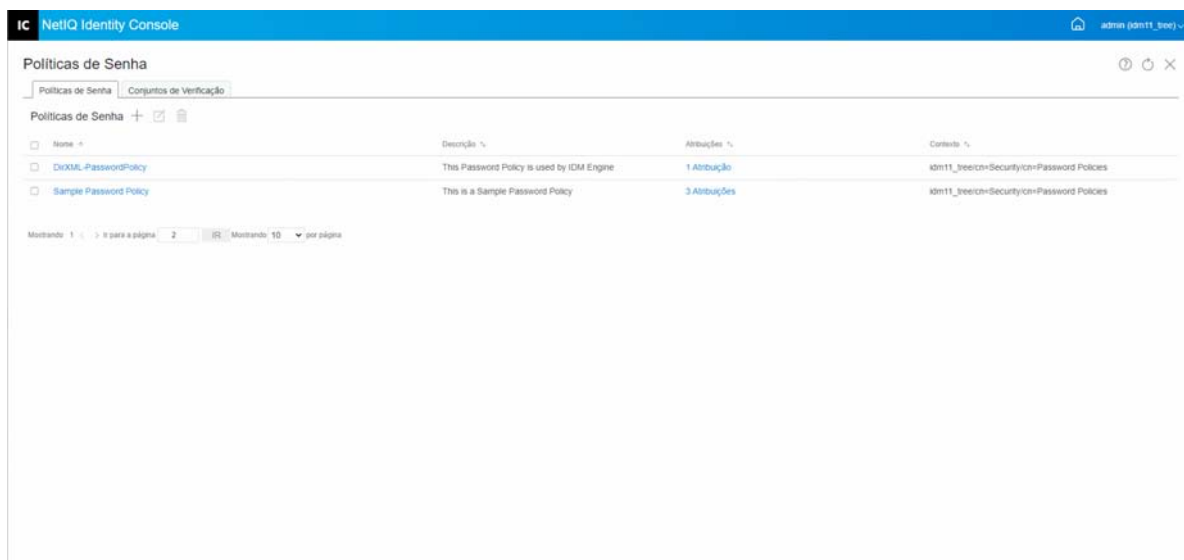 IC NetIQ Identity Console admin (idm11_tree)
Políticas de Senha
Políticas de Senha Conjuntos de Verificação
Políticas de Senha
Nome Descrição Atribuições Contexto
DirXML-PasswordPolicy This Password Policy is used by IDM Engine 1 Atribuição idm11_tree/cn=Security/cn=Password Policies
Sample Password Policy This is a Sample Password Policy 3 Atribuições idm11_tree/cn=Security/cn=Password Policies
Mostrando 1 < > Ir para a página 2 IR Mostrando 10 por página